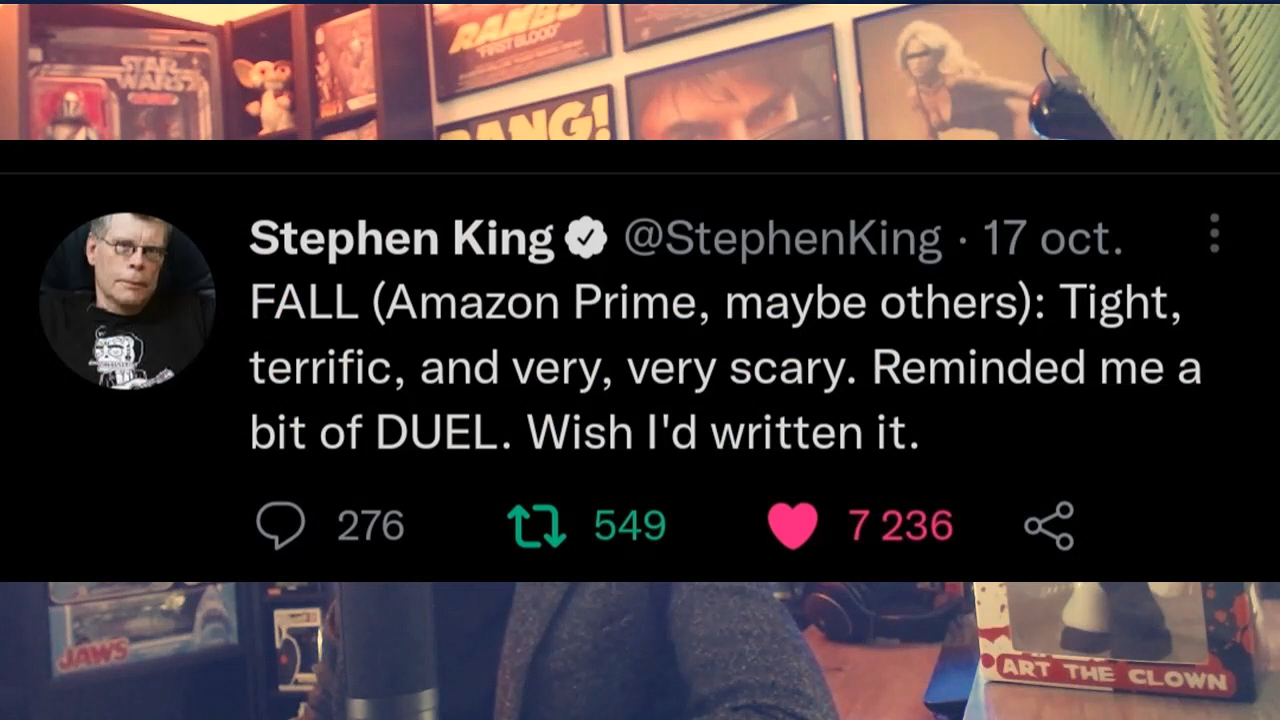 STAR
WARS
RAMBO
"FIRST BLOOD"
BANG!
Stephen King @StephenKing · 17 oct.
FALL (Amazon Prime, maybe others): Tight,
terrific, and very, very scary. Reminded me a
bit of DUEL. Wish I'd written it.
276 549 7 236
JAWS
ART THE CLOWN